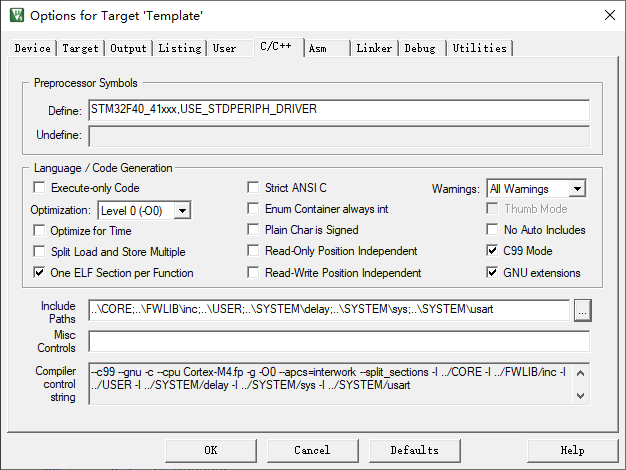 Options for Target 'Template'
Device Target Output Listing User C/C++ Asm Linker Debug Utilities
Preprocessor Symbols
Define: STM32F40_41xxx,USE_STDPERIPH_DRIVER
Undefine:
Language / Code Generation
Execute-only Code Strict ANSI C Warnings: All Warnings
Optimization: Level 0 (-O0) Enum Container always int Thumb Mode
Optimize for Time Plain Char is Signed No Auto Includes
Split Load and Store Multiple Read-Only Position Independent C99 Mode
One ELF Section per Function Read-Write Position Independent GNU extensions
Include Paths ..\CORE;..\FWLIB\inc;..\USER;..\SYSTEM\delay;..\SYSTEM\sys;..\SYSTEM\usart ...
Misc Controls
Compiler control string --c99 --gnu -c --cpu Cortex-M4.fp -g -O0 --apcs=interwork --split_sections -I ../CORE -I ../FWLIB/inc -I
../USER -I ../SYSTEM/delay -I ../SYSTEM/sys -I ../SYSTEM/usart
OK Cancel Defaults Help